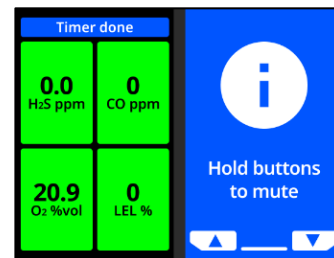 Timer done
0.0
H₂S ppm
0
CO ppm
20.9
O₂ %vol
0
LEL %
i
Hold buttons
to mute